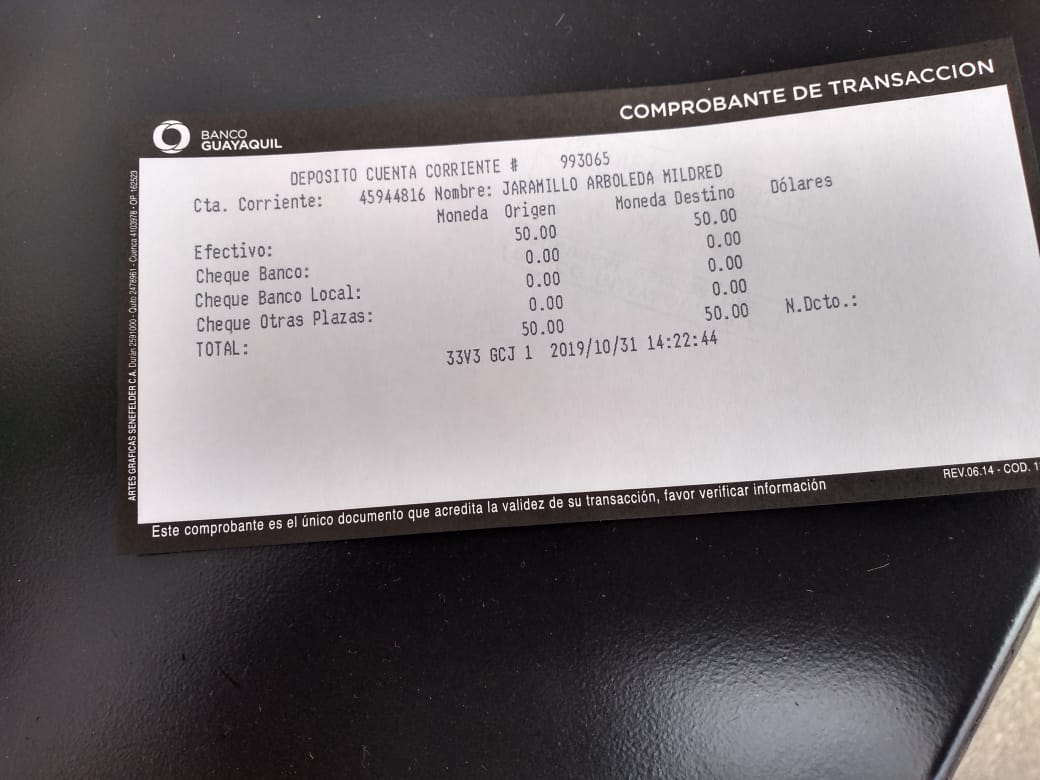 COMPROBANTE DE TRANSACCION
BANCO
GUAYAQUIL
DEPOSITO CUENTA CORRIENTE # 993065
Cta. Corriente: 45944816 Nombre: JARAMILLO ARBOLEDA MILDRED
Moneda Origen Moneda Destino Dólares
Efectivo: 50.00 50.00
Cheque Banco: 0.00 0.00
Cheque Banco Local: 0.00 0.00
Cheque Otras Plazas: 0.00 0.00
TOTAL: 50.00 50.00 N.Dcto.:
33V3 GCJ 1 2019/10/31 14:22:44
Este comprobante es el único documento que acredita la validez de su transacción, favor verificar información
REV.06.14 - COD. 1
ARTES GRAFICAS SENEFELDER C.A. Durán 2591000 - Quito 2478961 - Cuenca 4103978 - OP. 162523